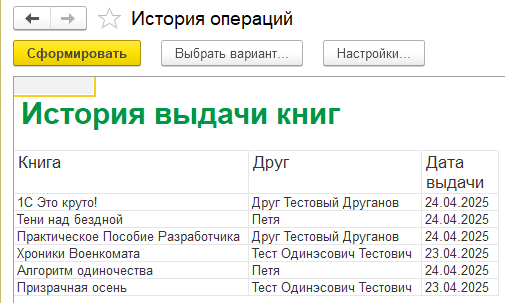 История операций
Сформировать Выбрать вариант... Настройки...
История выдачи книг
Книга Друг Дата
выдачи
1С Это круто! Друг Тестовый Друганов 24.04.2025
Тени над бездной Петя 24.04.2025
Практическое Пособие Разработчика Друг Тестовый Друганов 24.04.2025
Хроники Военкомата Тест Одинэсович Тестович 23.04.2025
Алгоритм одиночества Петя 24.04.2025
Призрачная осень Тест Одинэсович Тестович 23.04.2025